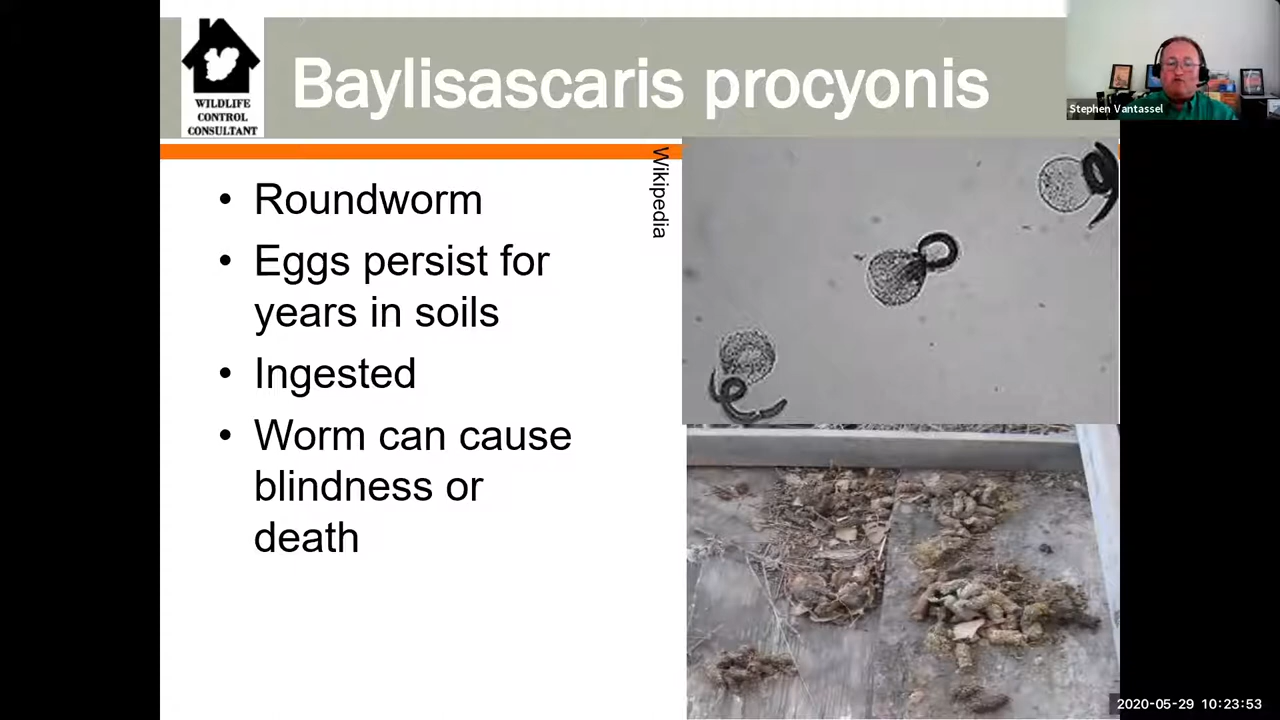 WILDLIFE
CONTROL
CONSULTANT
Baylisascaris procyonis
Stephen Vantassel
Wikipedia
• Roundworm
• Eggs persist for
years in soils
• Ingested
• Worm can cause
blindness or
death
2020-05-29 10:23:53